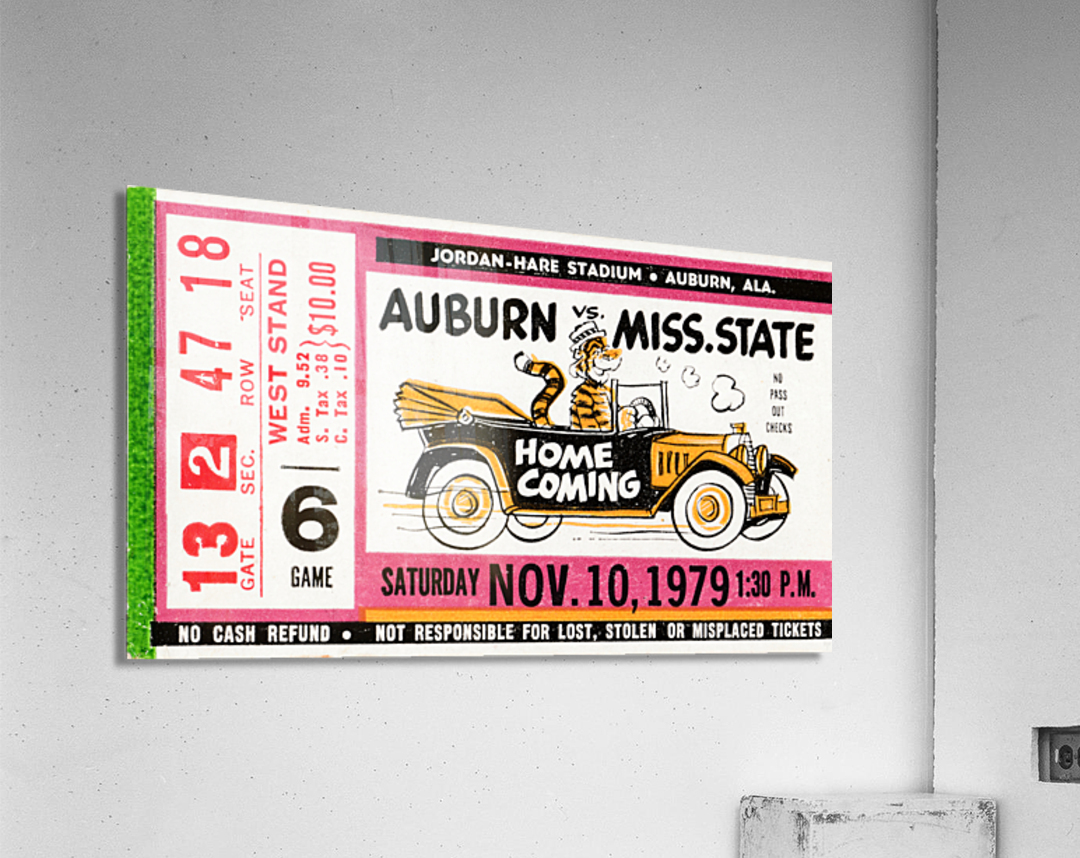 13 2 47 18
GATE SEC. ROW SEAT
WEST STAND
Adm. 9.52
S. Tax .38
C. Tax .10
} $10.00
6
GAME
JORDAN-HARE STADIUM • AUBURN, ALA.
AUBURN VS. MISS. STATE
NO
PASS
OUT
CHECKS
HOME
COMING
SATURDAY NOV. 10, 1979 1:30 P.M.
NO CASH REFUND • NOT RESPONSIBLE FOR LOST, STOLEN OR MISPLACED TICKETS